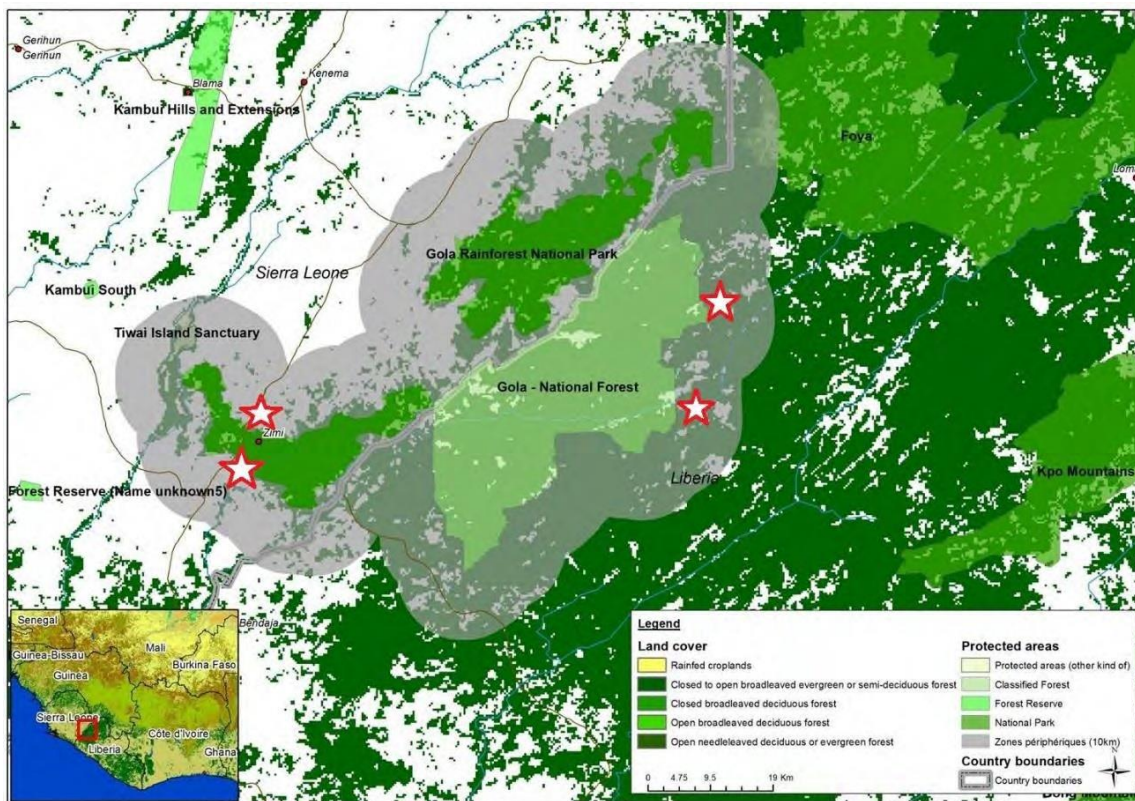 Gerihun
Gerihun
Blama
Kenema
Kambui Hills and Extensions
Foya
Lom
Gola Rainforest National Park
Sierra Leone
Kambui South
Tiwai Island Sanctuary
Gola - National Forest
Zimi
Liberia
Kpo Mountains
Forest Reserve (Name unknown5)
Bendaja
Senegal
Mali
Guinea-Bissau
Burkina Faso
Guinea
Sierra Leone
Côte d'Ivoire
Liberia
Ghana
Legend
Land cover
Rainfed croplands
Closed to open broadleaved evergreen or semi-deciduous forest
Closed broadleaved deciduous forest
Open broadleaved deciduous forest
Open needleleaved deciduous or evergreen forest
0 4.75 9.5 19 Km
Protected areas
Protected areas (other kind of)
Classified Forest
Forest Reserve
National Park
Zones périphériques (10km)
Country boundaries
Country boundaries
N